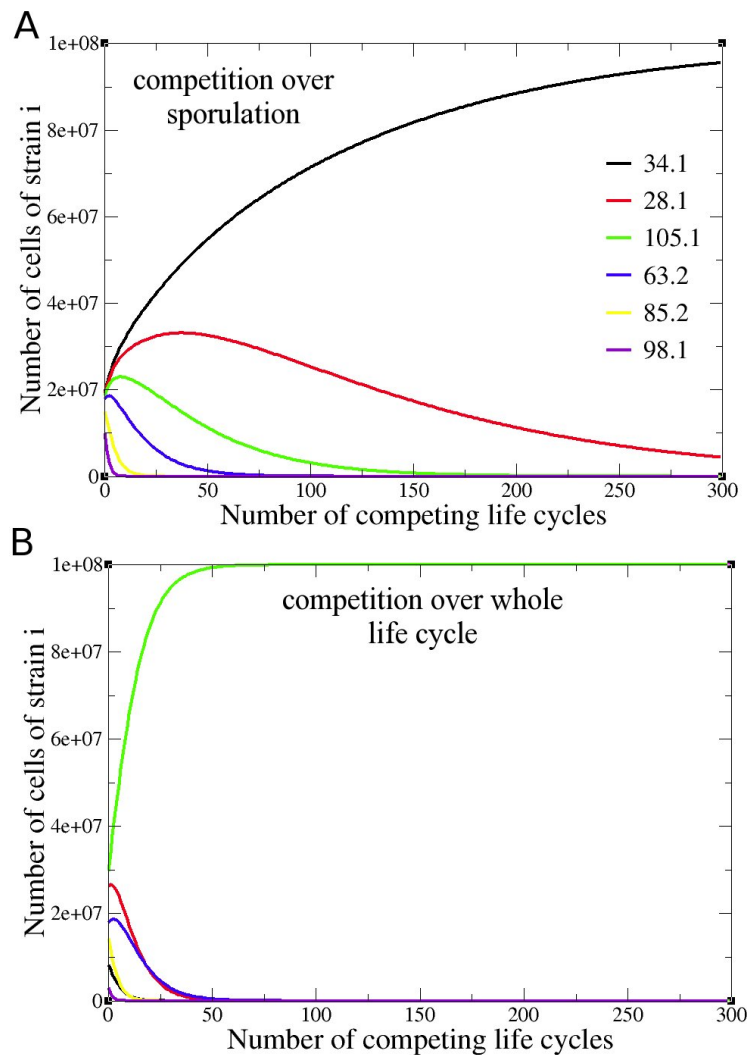 A
1e+08
8e+07
6e+07
4e+07
2e+07
0
Number of cells of strain i
competition over
sporulation
34.1
28.1
105.1
63.2
85.2
98.1
0 50 100 150 200 250 300
Number of competing life cycles
B
1e+08
8e+07
6e+07
4e+07
2e+07
0
Number of cells of strain i
competition over whole
life cycle
0 50 100 150 200 250 300
Number of competing life cycles